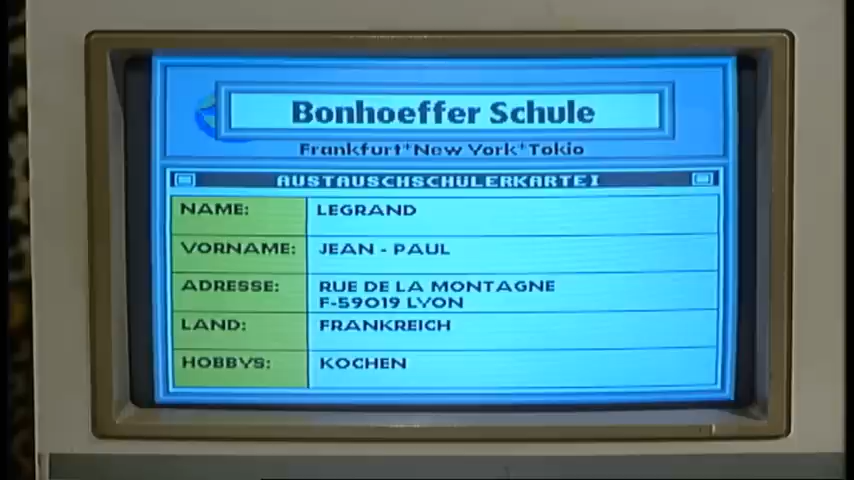 Bonhoeffer Schule
Frankfurt*New York*Tokio
AUSTAUSCHSCHÜLERKARTEI
NAME: LEGRAND
VORNAME: JEAN - PAUL
ADRESSE: RUE DE LA MONTAGNE
F-59019 LYON
LAND: FRANKREICH
HOBBYS: KOCHEN